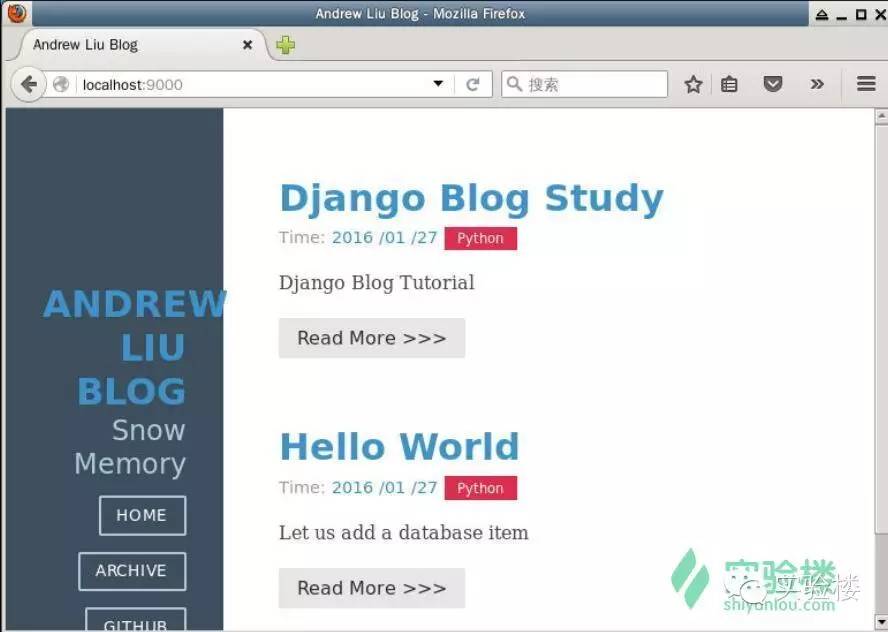 Andrew Liu Blog - Mozilla Firefox
Andrew Liu Blog
localhost:9000
搜索
ANDREW
LIU
BLOG
Snow
Memory
HOME
ARCHIVE
GITHUB
Django Blog Study
Time: 2016 /01 /27 Python
Django Blog Tutorial
Read More >>>
Hello World
Time: 2016 /01 /27 Python
Let us add a database item
Read More >>>
实验楼
实验楼
shiyanlou.com